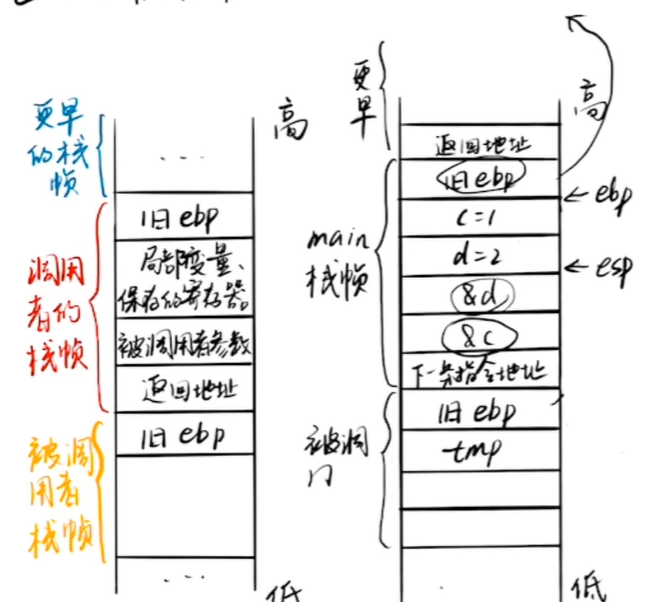 更早
的栈
帧
高
...
旧 ebp
局部变量、
保存的寄存器
被调用者参数
返回地址
旧 ebp
调用
者的
栈帧
被调
用者
栈帧
...
低
更
早
高
返回地址
旧 ebp
← ebp
c=1
d=2
← esp
&d
&c
下一条指令地址
main
栈帧
旧 ebp
tmp
被调
低